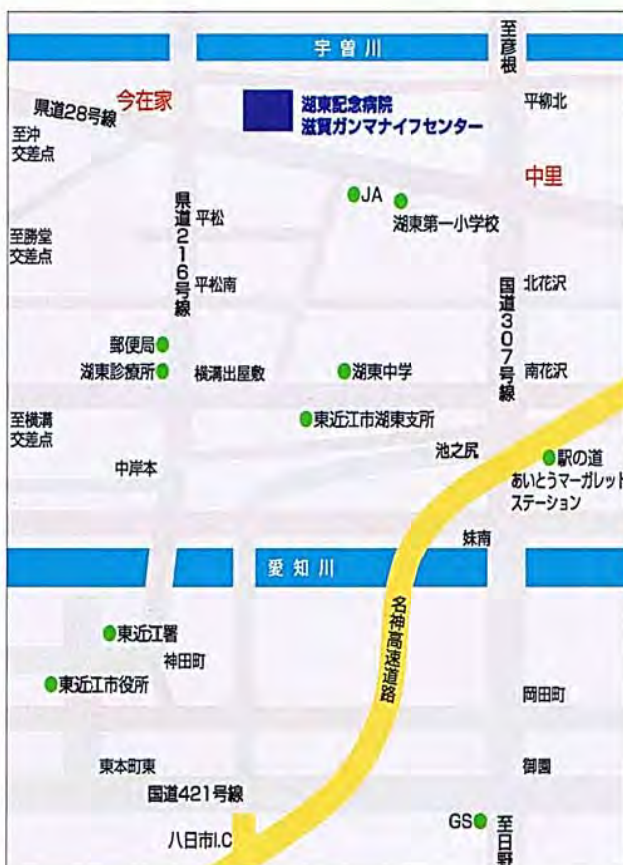 宇曽川
至彦根
県道28号線
今在家
湖東記念病院
滋賀ガンマナイフセンター
平柳北
至沖
交差点
中里
JA
湖東第一小学校
県道216号線
平松
至勝堂
交差点
平松南
国道307号線
北花沢
郵便局
湖東診療所
横溝出屋敷
湖東中学
南花沢
至横溝
交差点
東近江市湖東支所
池之尻
中岸本
駅の道
あいとうマーガレット
ステーション
妹南
愛知川
名神高速道路
東近江署
神田町
東近江市役所
岡田町
東本町東
御園
国道421号線
八日市I.C
GS
至日野